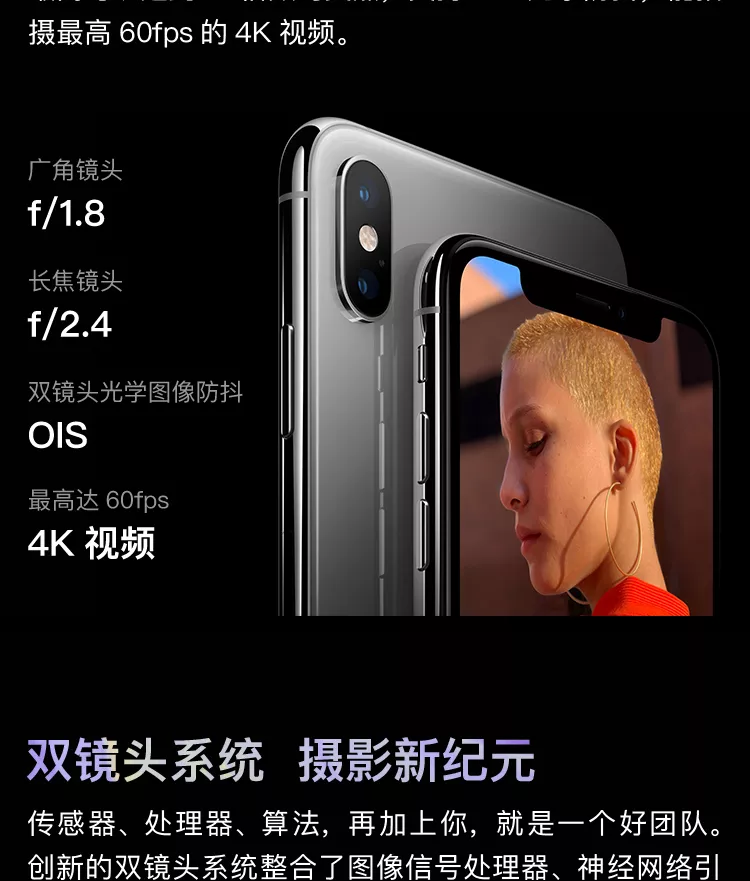 摄最高 60fps 的 4K 视频。
广角镜头
f/1.8
长焦镜头
f/2.4
双镜头光学图像防抖
OIS
最高达 60fps
4K 视频
双镜头系统 摄影新纪元
传感器、处理器、算法，再加上你，就是一个好团队。
创新的双镜头系统整合了图像信号处理器、神经网络引